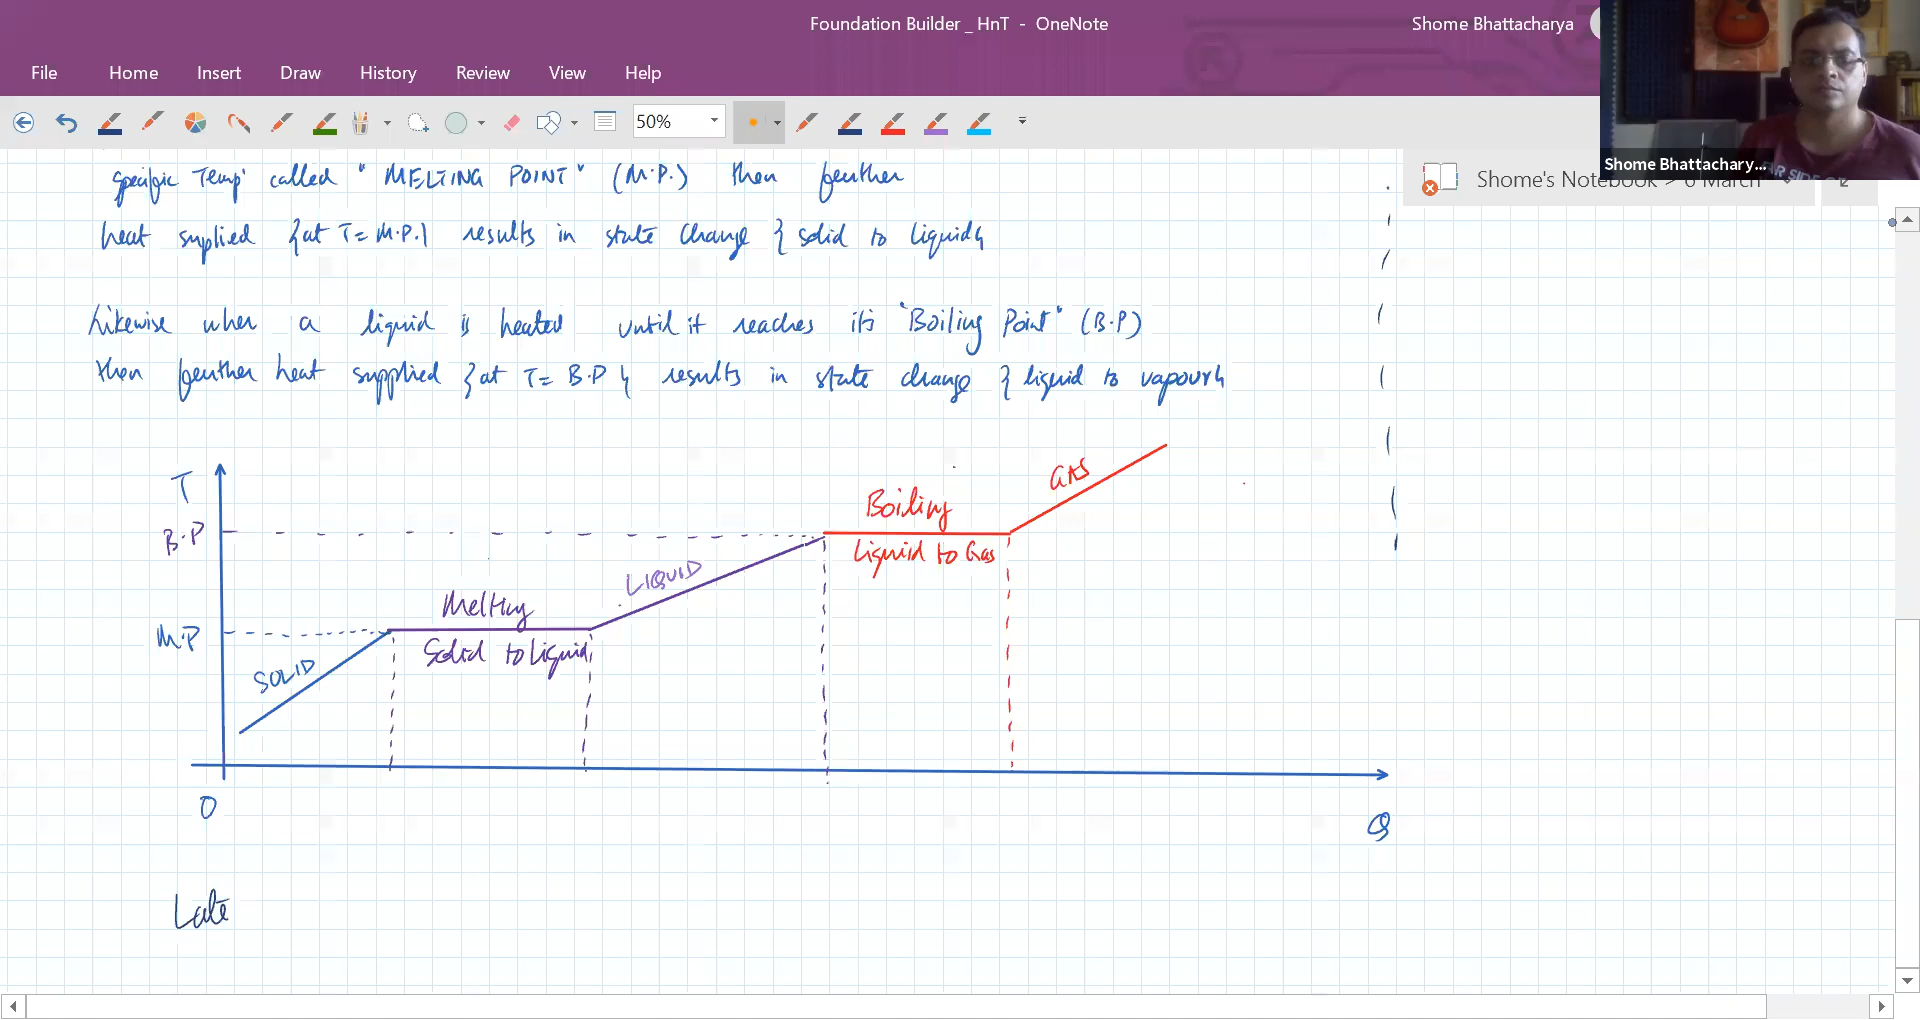 Foundation Builder _ HnT - OneNote
Shome Bhattacharya
File Home Insert Draw History Review View Help
50%
Shome Bhattachary...
Shome's Notebook > 6 March
specific Temp called "MELTING POINT" (M.P.) then further
heat supplied {at T= M.P.} results in state change {solid to liquid}
Likewise when a liquid is heated until it reaches its "Boiling Point" (B.P)
then further heat supplied {at T= B.P} results in state change {liquid to vapour}
T
GAS
Boiling
B.P
Liquid to Gas
LIQUID
Melting
M.P
Solid to liquid
SOLID
O
Q
Late